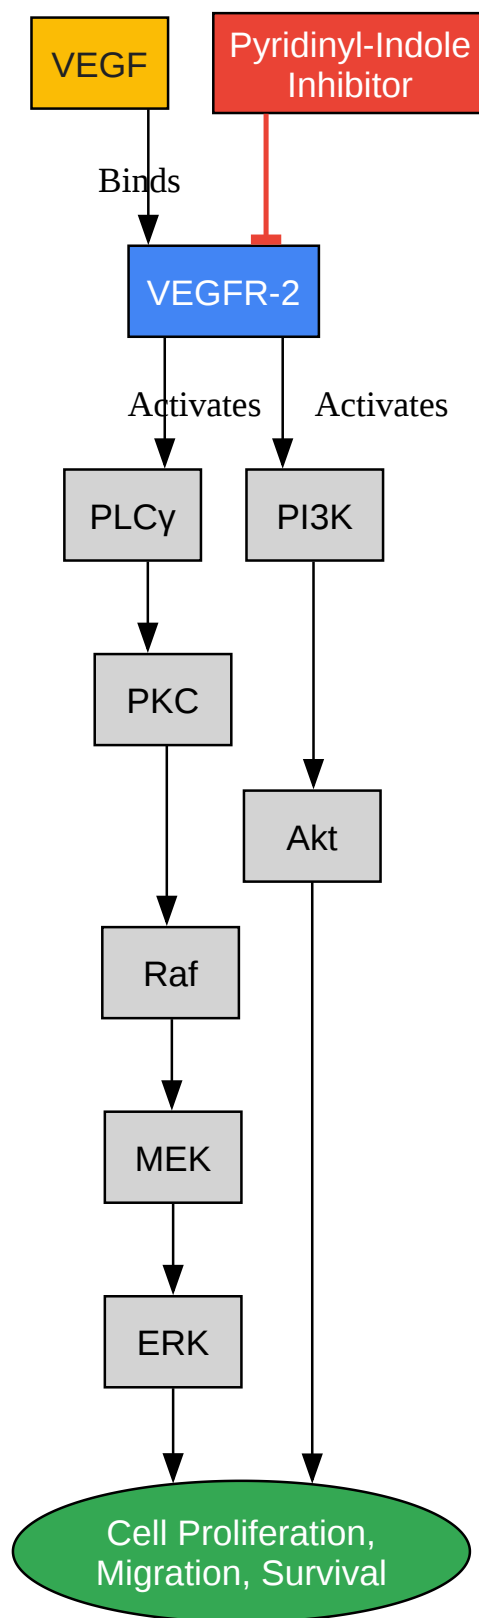 VEGF
Pyridinyl-Indole
Inhibitor
Binds
VEGFR-2
Activates
Activates
PLCγ
PI3K
PKC
Akt
Raf
MEK
ERK
Cell Proliferation,
Migration, Survival